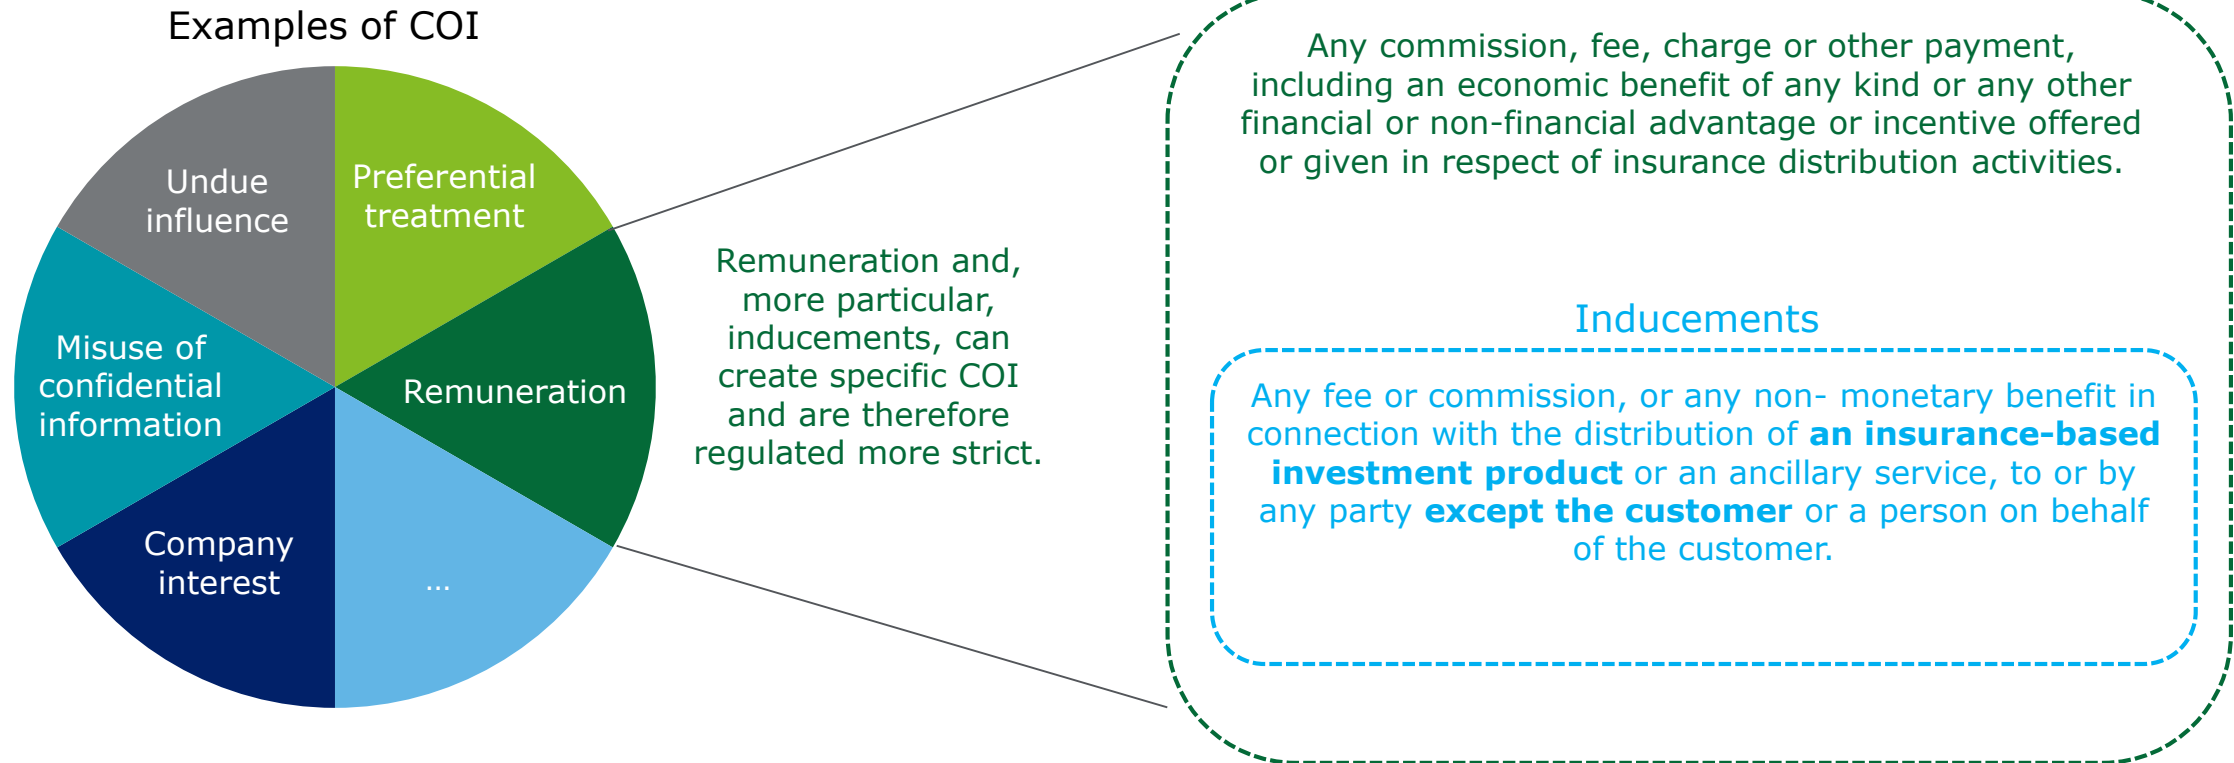 Examples of COI
Undue
influence
Preferential
treatment
Misuse of
confidential
information
Remuneration
Company
interest
...
Remuneration and,
more particular,
inducements, can
create specific COI
and are therefore
regulated more strict.
Any commission, fee, charge or other payment,
including an economic benefit of any kind or any other
financial or non-financial advantage or incentive offered
or given in respect of insurance distribution activities.
Inducements
Any fee or commission, or any non- monetary benefit in
connection with the distribution of an insurance-based
investment product or an ancillary service, to or by
any party except the customer or a person on behalf
of the customer.